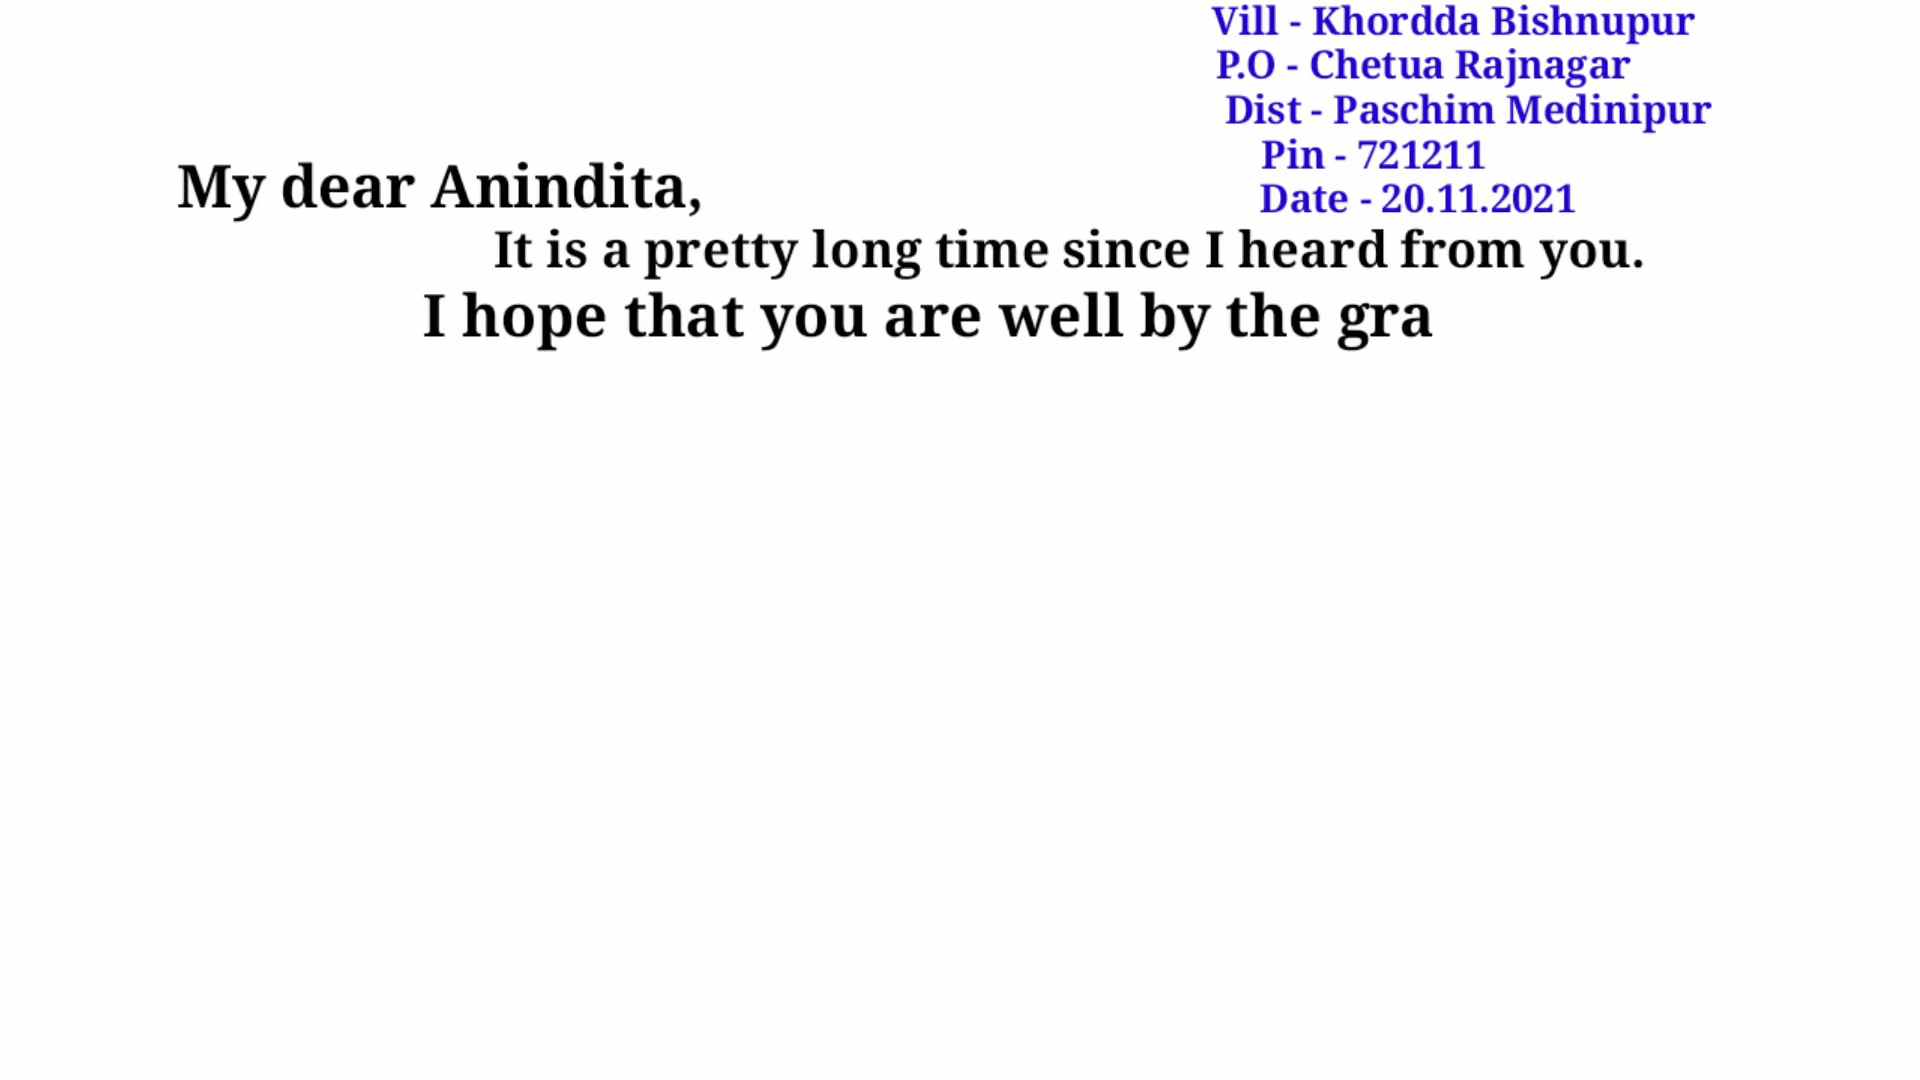 Vill - Khordda Bishnupur
P.O - Chetua Rajnagar
Dist - Paschim Medinipur
Pin - 721211
Date - 20.11.2021
My dear Anindita,
It is a pretty long time since I heard from you.
I hope that you are well by the gra